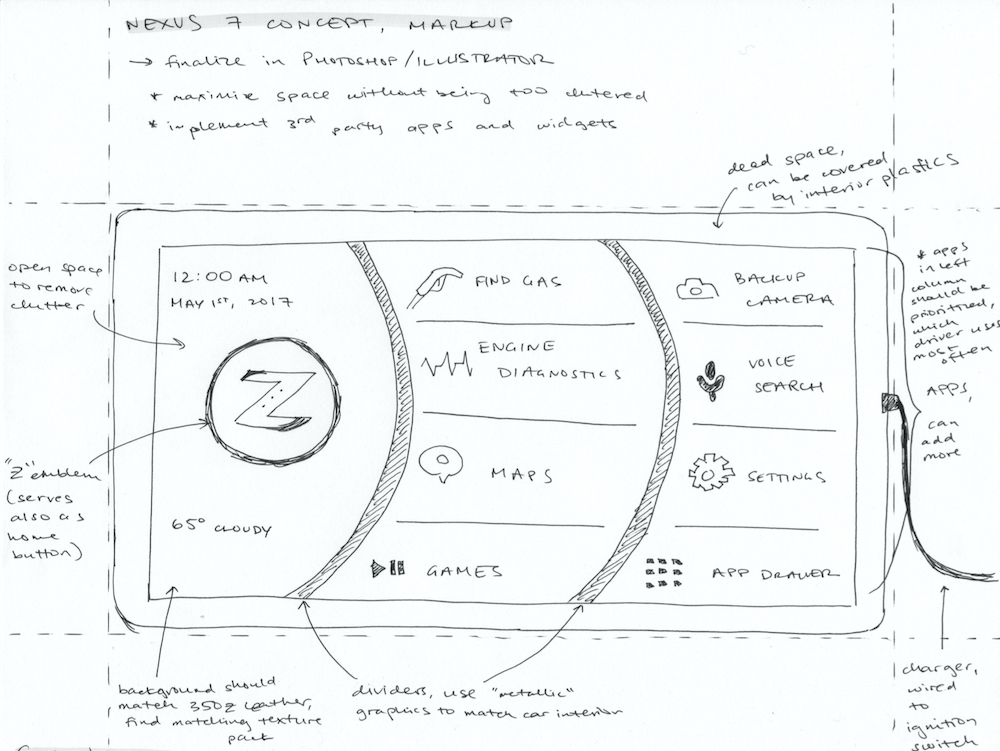 NEXUS 7 CONCEPT, MARKUP
→ finalize in PHOTOSHOP/ILLUSTRATOR
* maximize space without being too clutered
* implement 3rd party apps and widgets
dead space,
can be covered
by interior plastics
open space
to remove
clutter
12:00 AM
MAY 1ST, 2017
Z
65° CLOUDY
"Z" emblem
(serves
also as
home
button)
FIND GAS
ENGINE
DIAGNOSTICS
MAPS
GAMES
BACKUP
CAMERA
VOICE
SEARCH
SETTINGS
APP DRAWER
* apps
in left
column
should be
prioritized,
which
driver uses
most
often
APPS,
can
add
more
background should
match 350z leather,
find matching texture
pack
dividers, use "metallic"
graphics to match car interior
charger,
wired
to
ignition
switch